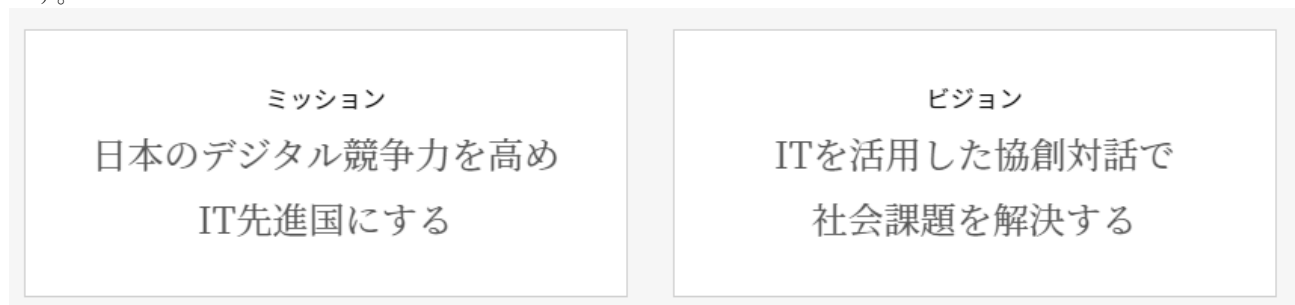 す。
ミッション
日本のデジタル競争力を高め
IT先進国にする
ビジョン
ITを活用した協創対話で
社会課題を解決する